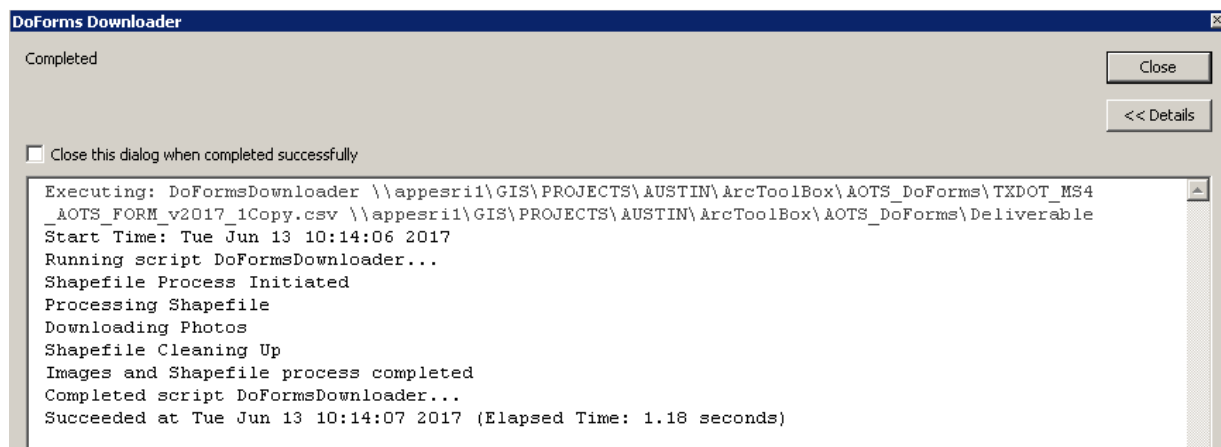 DoForms Downloader
Completed
Close
<< Details
Close this dialog when completed successfully
Executing: DoFormsDownloader \\appesri1\GIS\PROJECTS\AUSTIN\ArcToolBox\AOTS_DoForms\TXDOT_MS4
_AOTS_FORM_v2017_1Copy.csv \\appesri1\GIS\PROJECTS\AUSTIN\ArcToolBox\AOTS_DoForms\Deliverable
Start Time: Tue Jun 13 10:14:06 2017
Running script DoFormsDownloader...
Shapefile Process Initiated
Processing Shapefile
Downloading Photos
Shapefile Cleaning Up
Images and Shapefile process completed
Completed script DoFormsDownloader...
Succeeded at Tue Jun 13 10:14:07 2017 (Elapsed Time: 1.18 seconds)